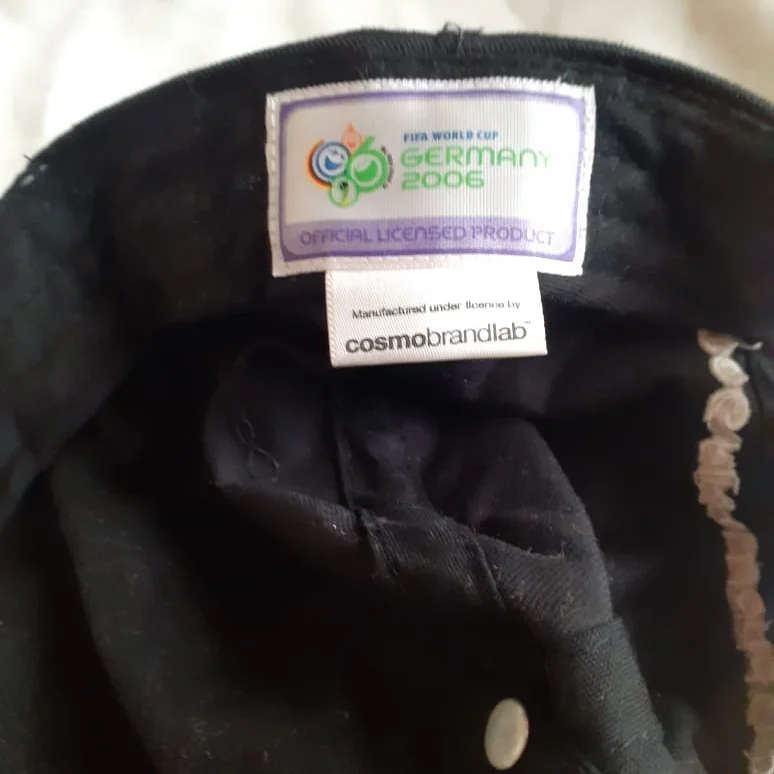 FIFA WORLD CUP
GERMANY
2006
OFFICIAL LICENSED PRODUCT
Manufactured under licence by
cosmobrandlab™